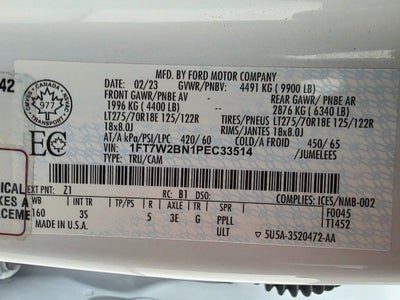 MFD. BY FORD MOTOR COMPANY
42
DATE: 02/23 GVWR/PNBV: 4491 KG (9900 LB)
FRONT GAWR/PNBE AV REAR GAWR/ PNBE AR
1996 KG (4400 LB) 2876 KG (6340 LB)
CANADA
977
LT275/70R18E 125/122R TIRES/PNEUS LT275/70R18E 125/122R
18x8.0J RIMS/JANTES 18x8.0J
AT/A kPa/PSI/LPC 420/60 COLD/A FROID 450/65
EC
VIN: 1FT7W2BN1PEC33514 /JUMELEES
TYPE: TRU/CAM
ICAL
EXT PNT: Z1 RC: B1 DSO: COMPLIES: ICES/NMB-002
KES A
WB INT TR TP/PS R AXLE TR SPR F0045
ACEME
160 3S 5 3E G PPLL T1452
MADE IN U.S.A. ULT
5U5A-3520472-AA